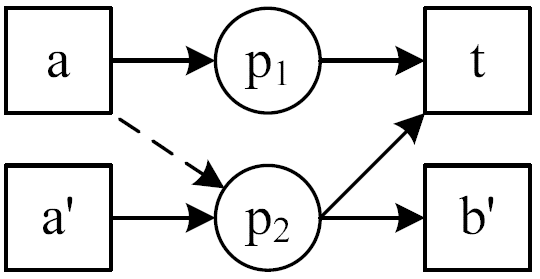 a p₁ t
a' p₂ b'